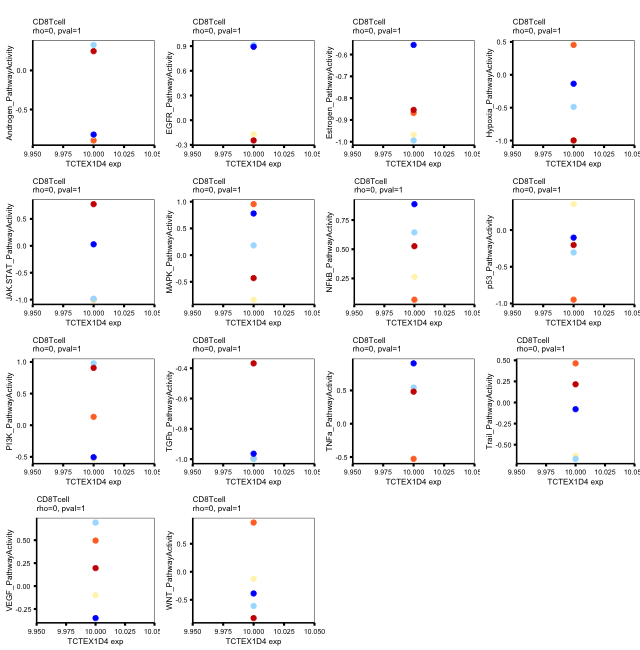 CD8Tcell
rho=0, pval=1
Androgen_PathwayActivity
0.0
-0.5
9.950 9.975 10.000 10.025 10.05
TCTEX1D4 exp
CD8Tcell
rho=0, pval=1
EGFR_PathwayActivity
0.9
0.6
0.3
0.0
-0.3
9.950 9.975 10.000 10.025 10.05
TCTEX1D4 exp
CD8Tcell
rho=0, pval=1
Estrogen_PathwayActivity
-0.6
-0.7
-0.8
-0.9
-1.0
9.950 9.975 10.000 10.025 10.05
TCTEX1D4 exp
CD8Tcell
rho=0, pval=1
Hypoxia_PathwayActivity
0.5
0.0
-0.5
-1.0
9.950 9.975 10.000 10.025 10.050
TCTEX1D4 exp
CD8Tcell
rho=0, pval=1
JAK.STAT_PathwayActivity
0.5
0.0
-0.5
-1.0
9.950 9.975 10.000 10.025 10.05
TCTEX1D4 exp
CD8Tcell
rho=0, pval=1
MAPK_PathwayActivity
1.0
0.5
0.0
-0.5
9.950 9.975 10.000 10.025 10.05
TCTEX1D4 exp
CD8Tcell
rho=0, pval=1
NFkB_PathwayActivity
0.75
0.50
0.25
9.950 9.975 10.000 10.025 10.05
TCTEX1D4 exp
CD8Tcell
rho=0, pval=1
p53_PathwayActivity
0.0
-0.5
-1.0
9.950 9.975 10.000 10.025 10.050
TCTEX1D4 exp
CD8Tcell
rho=0, pval=1
PI3K_PathwayActivity
1.0
0.5
0.0
-0.5
9.950 9.975 10.000 10.025 10.05
TCTEX1D4 exp
CD8Tcell
rho=0, pval=1
TGFb_PathwayActivity
-0.4
-0.6
-0.8
-1.0
9.950 9.975 10.000 10.025 10.05
TCTEX1D4 exp
CD8Tcell
rho=0, pval=1
TNFa_PathwayActivity
0.5
0.0
-0.5
9.950 9.975 10.000 10.025 10.05
TCTEX1D4 exp
CD8Tcell
rho=0, pval=1
Trail_PathwayActivity
0.50
0.25
0.00
-0.25
-0.50
9.950 9.975 10.000 10.025 10.050
TCTEX1D4 exp
CD8Tcell
rho=0, pval=1
VEGF_PathwayActivity
0.50
0.25
0.00
-0.25
9.950 9.975 10.000 10.025 10.05
TCTEX1D4 exp
CD8Tcell
rho=0, pval=1
WNT_PathwayActivity
0.5
0.0
-0.5
9.950 9.975 10.000 10.025 10.050
TCTEX1D4 exp